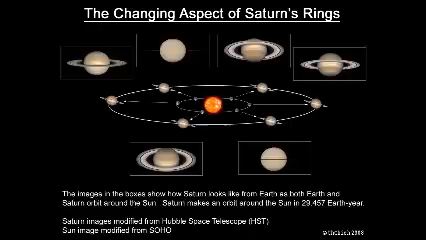 The Changing Aspect of Saturn's Rings
The images in the boxes show how Saturn looks like from Earth as both Earth and
Saturn orbit around the Sun. Saturn makes an orbit around the Sun in 29,457 Earth-year.
Saturn images modified from Hubble Space Telescope (HST)
Sun image modified from SOHO
2008